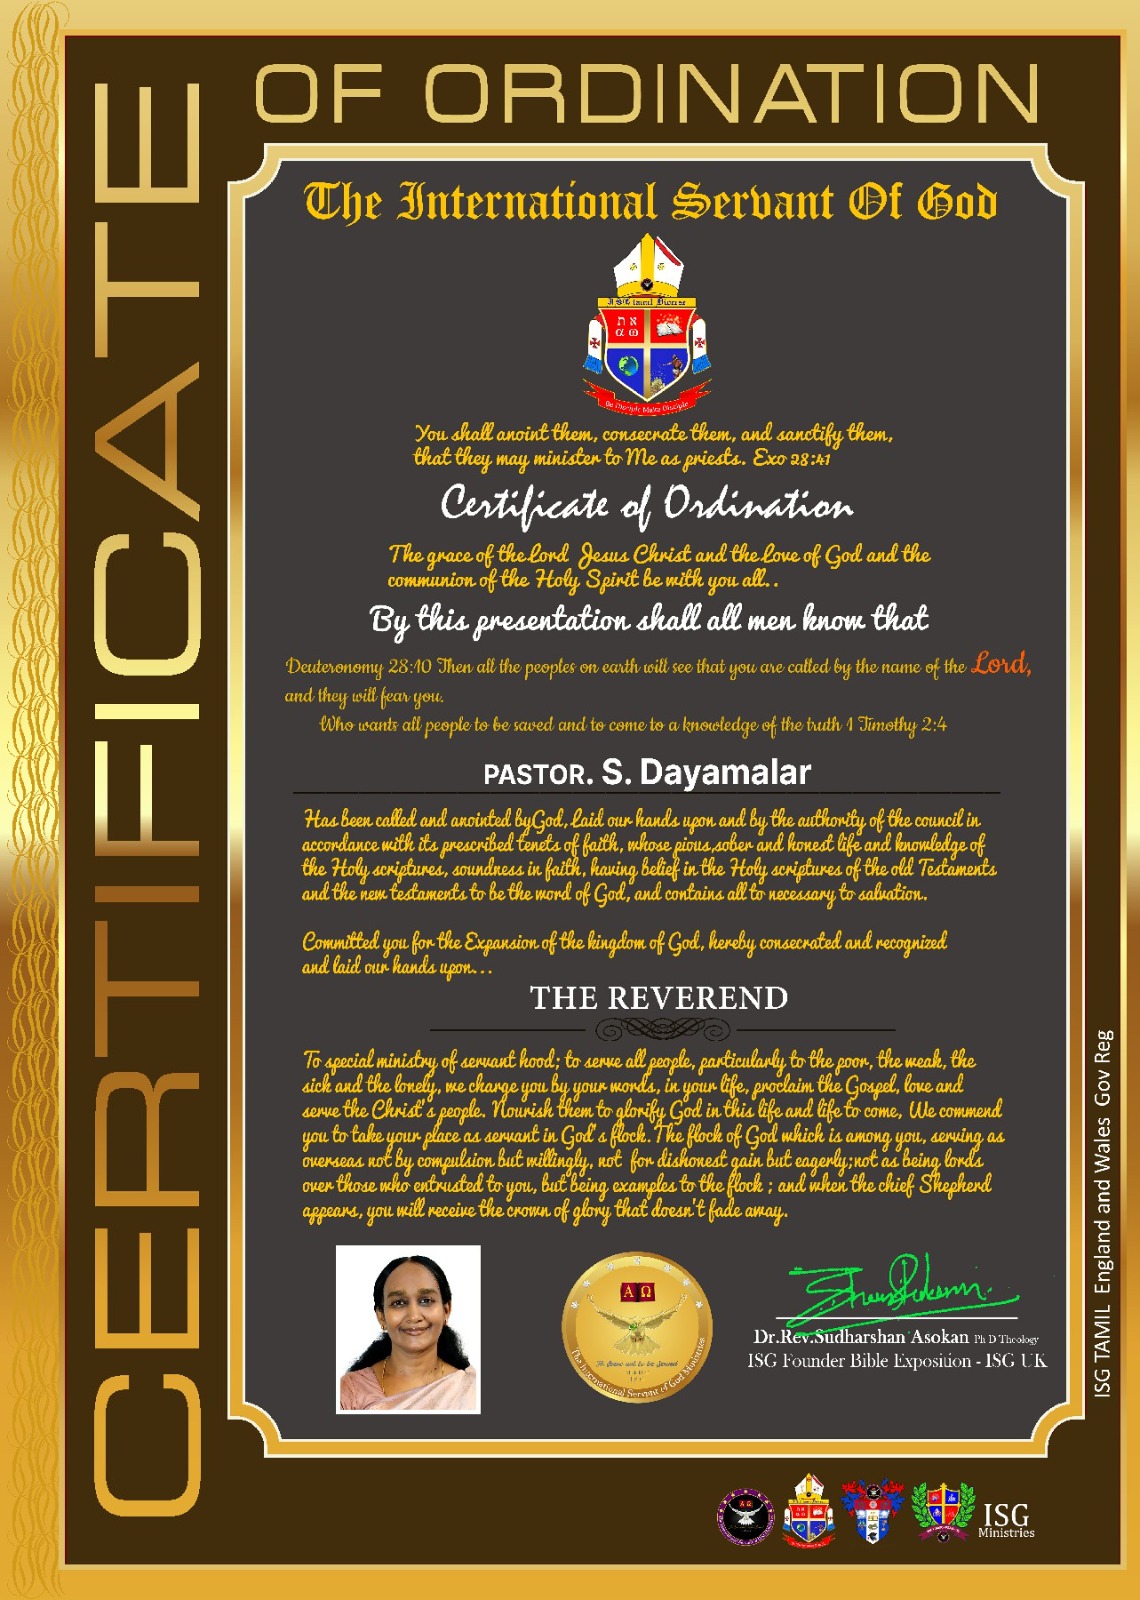 CERTIFICATE
OF ORDINATION
The International Servant Of God
ISG tamil Diocese
ת א
α ω
Be Disciple Make Disciple
You shall anoint them, consecrate them, and sanctify them,
that they may minister to Me as priests. Exo 28:41
Certificate of Ordination
The grace of the Lord Jesus Christ and the Love of God and the
communion of the Holy Spirit be with you all..
By this presentation shall all men know that
Deuteronomy 28:10 Then all the peoples on earth will see that you are called by the name of the Lord,
and they will fear you.
Who wants all people to be saved and to come to a knowledge of the truth 1 Timothy 2:4
PASTOR. S. Dayamalar
Has been called and anointed byGod, Laid our hands upon and by the authority of the council in
accordance with its prescribed tenets of faith, whose pious,sober and honest life and knowledge of
the Holy scriptures, soundness in faith, having belief in the Holy scriptures of the old Testaments
and the new testaments to be the word of God, and contains all to necessary to salvation.
Committed you for the Expansion of the kingdom of God, hereby consecrated and recognized
and laid our hands upon...
THE REVEREND
To special ministry of servant hood; to serve all people, particularly to the poor, the weak, the
sick and the lonely, we charge you by your words, in your life, proclaim the Gospel, love and
serve the Christ's people. Nourish them to glorify God in this life and life to come, We commend
you to take your place as servant in God's flock. The flock of God which is among you, serving as
overseas not by compulsion but willingly, not for dishonest gain but eagerly;not as being lords
over those who entrusted to you, but being examples to the flock ; and when the chief Shepherd
appears, you will receive the crown of glory that doesn't fade away.
Α Ω
The International Servant of God Ministries
Dr.Rev.Sudharshan Asokan Ph D Theology
ISG Founder Bible Exposition - ISG UK
ISG TAMIL England and Wales Gov Reg
ISG
Ministries